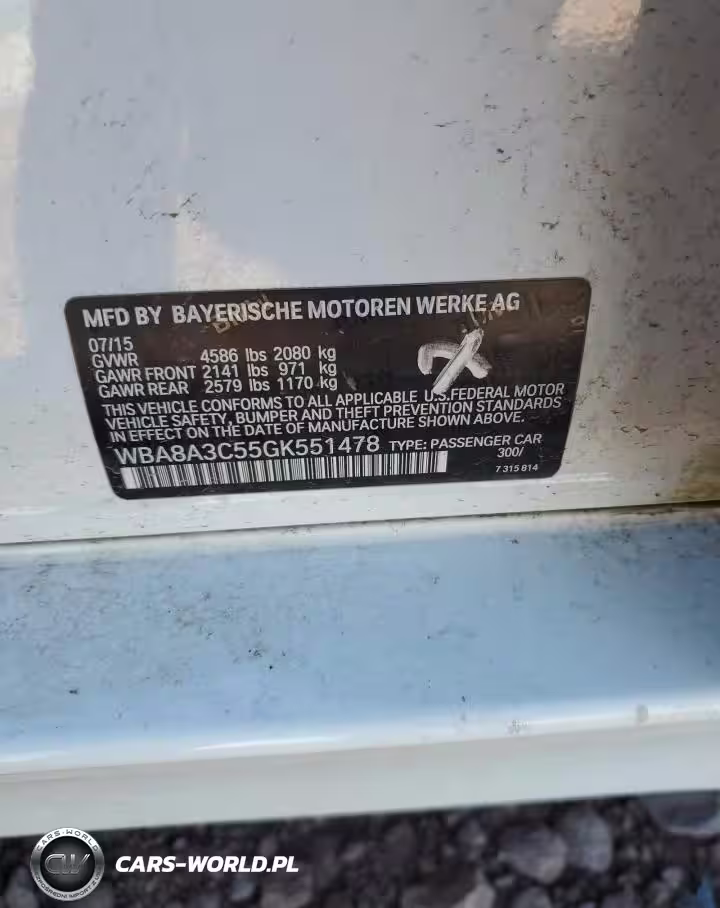 MFD BY BAYERISCHE MOTOREN WERKE AG
07/15
GVWR 4586 lbs 2080 kg
GAWR FRONT 2141 lbs 971 kg
GAWR REAR 2579 lbs 1170 kg
THIS VEHICLE CONFORMS TO ALL APPLICABLE U.S.FEDERAL MOTOR
VEHICLE SAFETY, BUMPER AND THEFT PREVENTION STANDARDS
IN EFFECT ON THE DATE OF MANUFACTURE SHOWN ABOVE.
WBA8A3C55GK551478 TYPE: PASSENGER CAR
300/
7 315 814
CARS-WORLD
CW
CARS-WORLD.PL